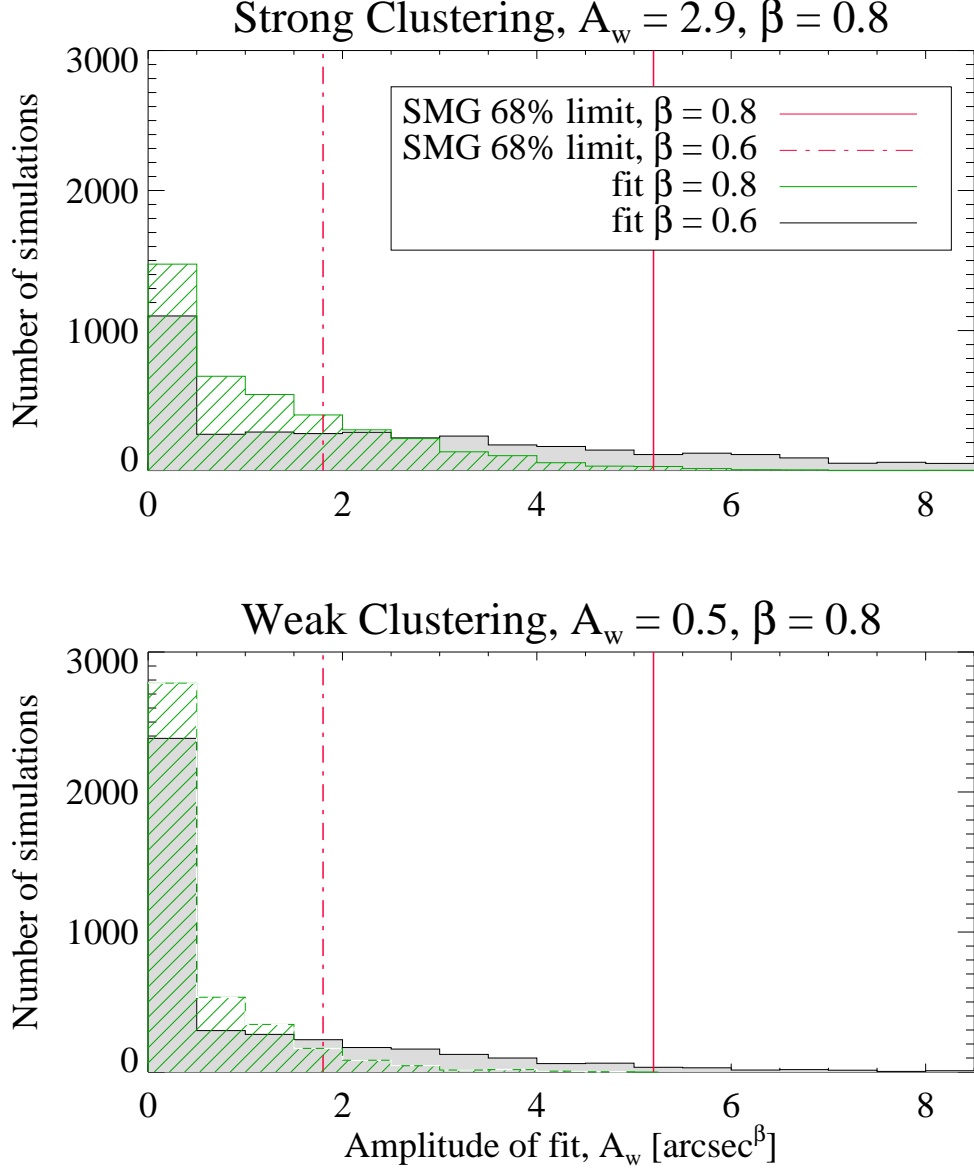 Strong Clustering, A_w = 2.9, β = 0.8
Number of simulations
3000
2000
1000
0
SMG 68% limit, β = 0.8
SMG 68% limit, β = 0.6
fit β = 0.8
fit β = 0.6
0 2 4 6 8
Weak Clustering, A_w = 0.5, β = 0.8
Number of simulations
3000
2000
1000
0
0 2 4 6 8
Amplitude of fit, A_w [arcsec^β]